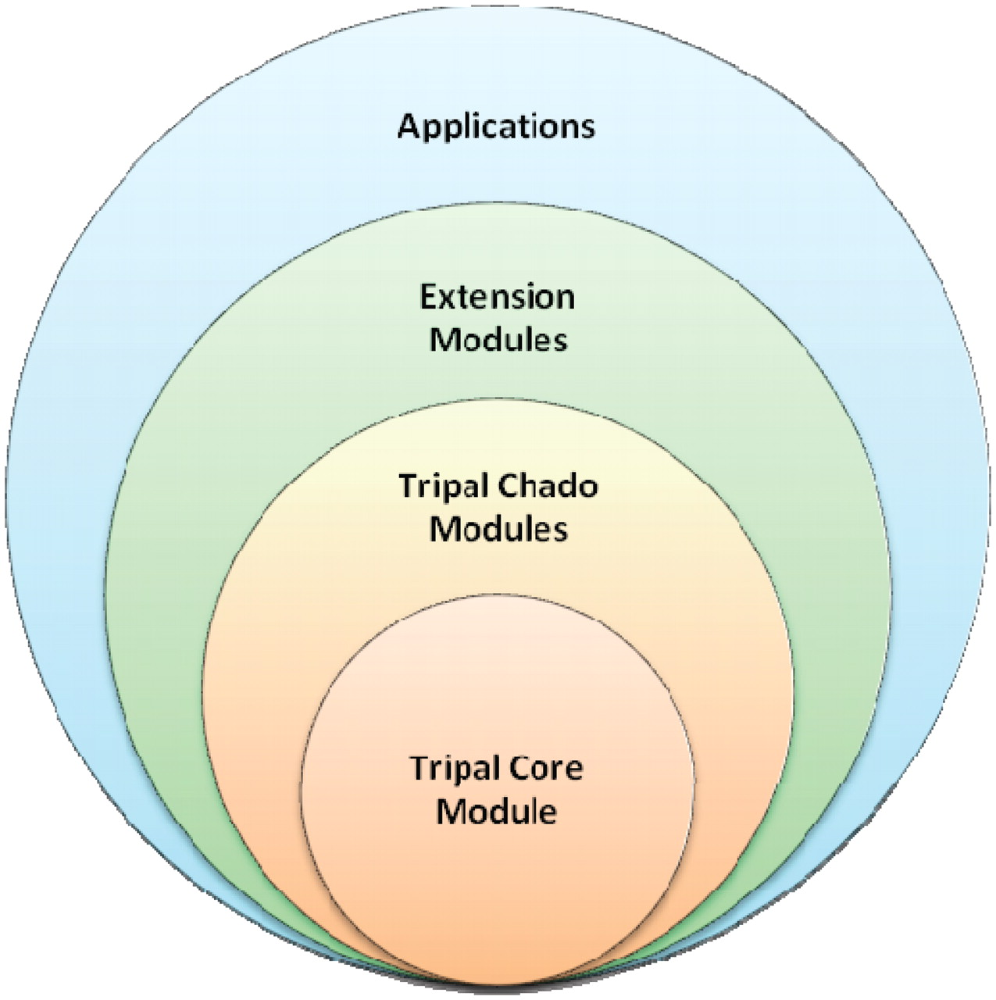 Applications
Extension
Modules
Tripal Chado
Modules
Tripal Core
Module